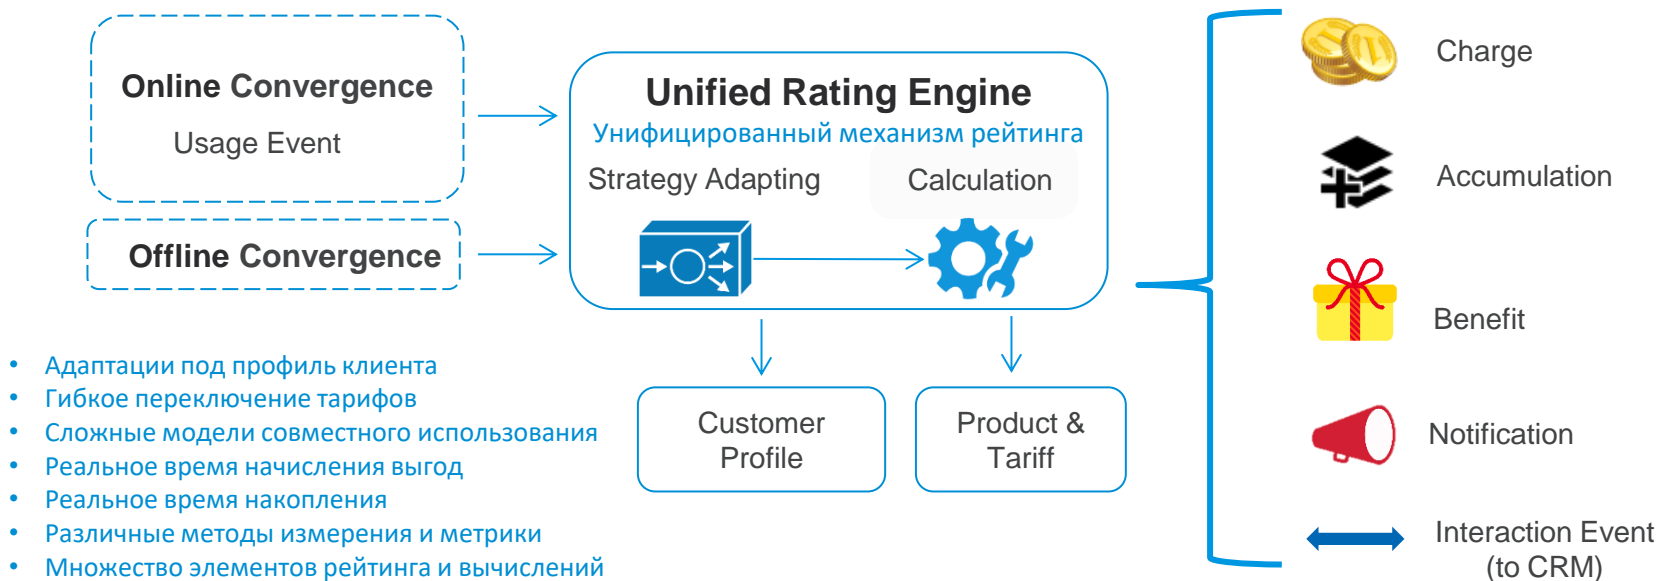 Online Convergence
Usage Event
Offline Convergence
Unified Rating Engine
Унифицированный механизм рейтинга
Strategy Adapting
Calculation
Customer
Profile
Product &
Tariff
• Адаптации под профиль клиента
• Гибкое переключение тарифов
• Сложные модели совместного использования
• Реальное время начисления выгод
• Реальное время накопления
• Различные методы измерения и метрики
• Множество элементов рейтинга и вычислений
Charge
Accumulation
Benefit
Notification
Interaction Event
(to CRM)